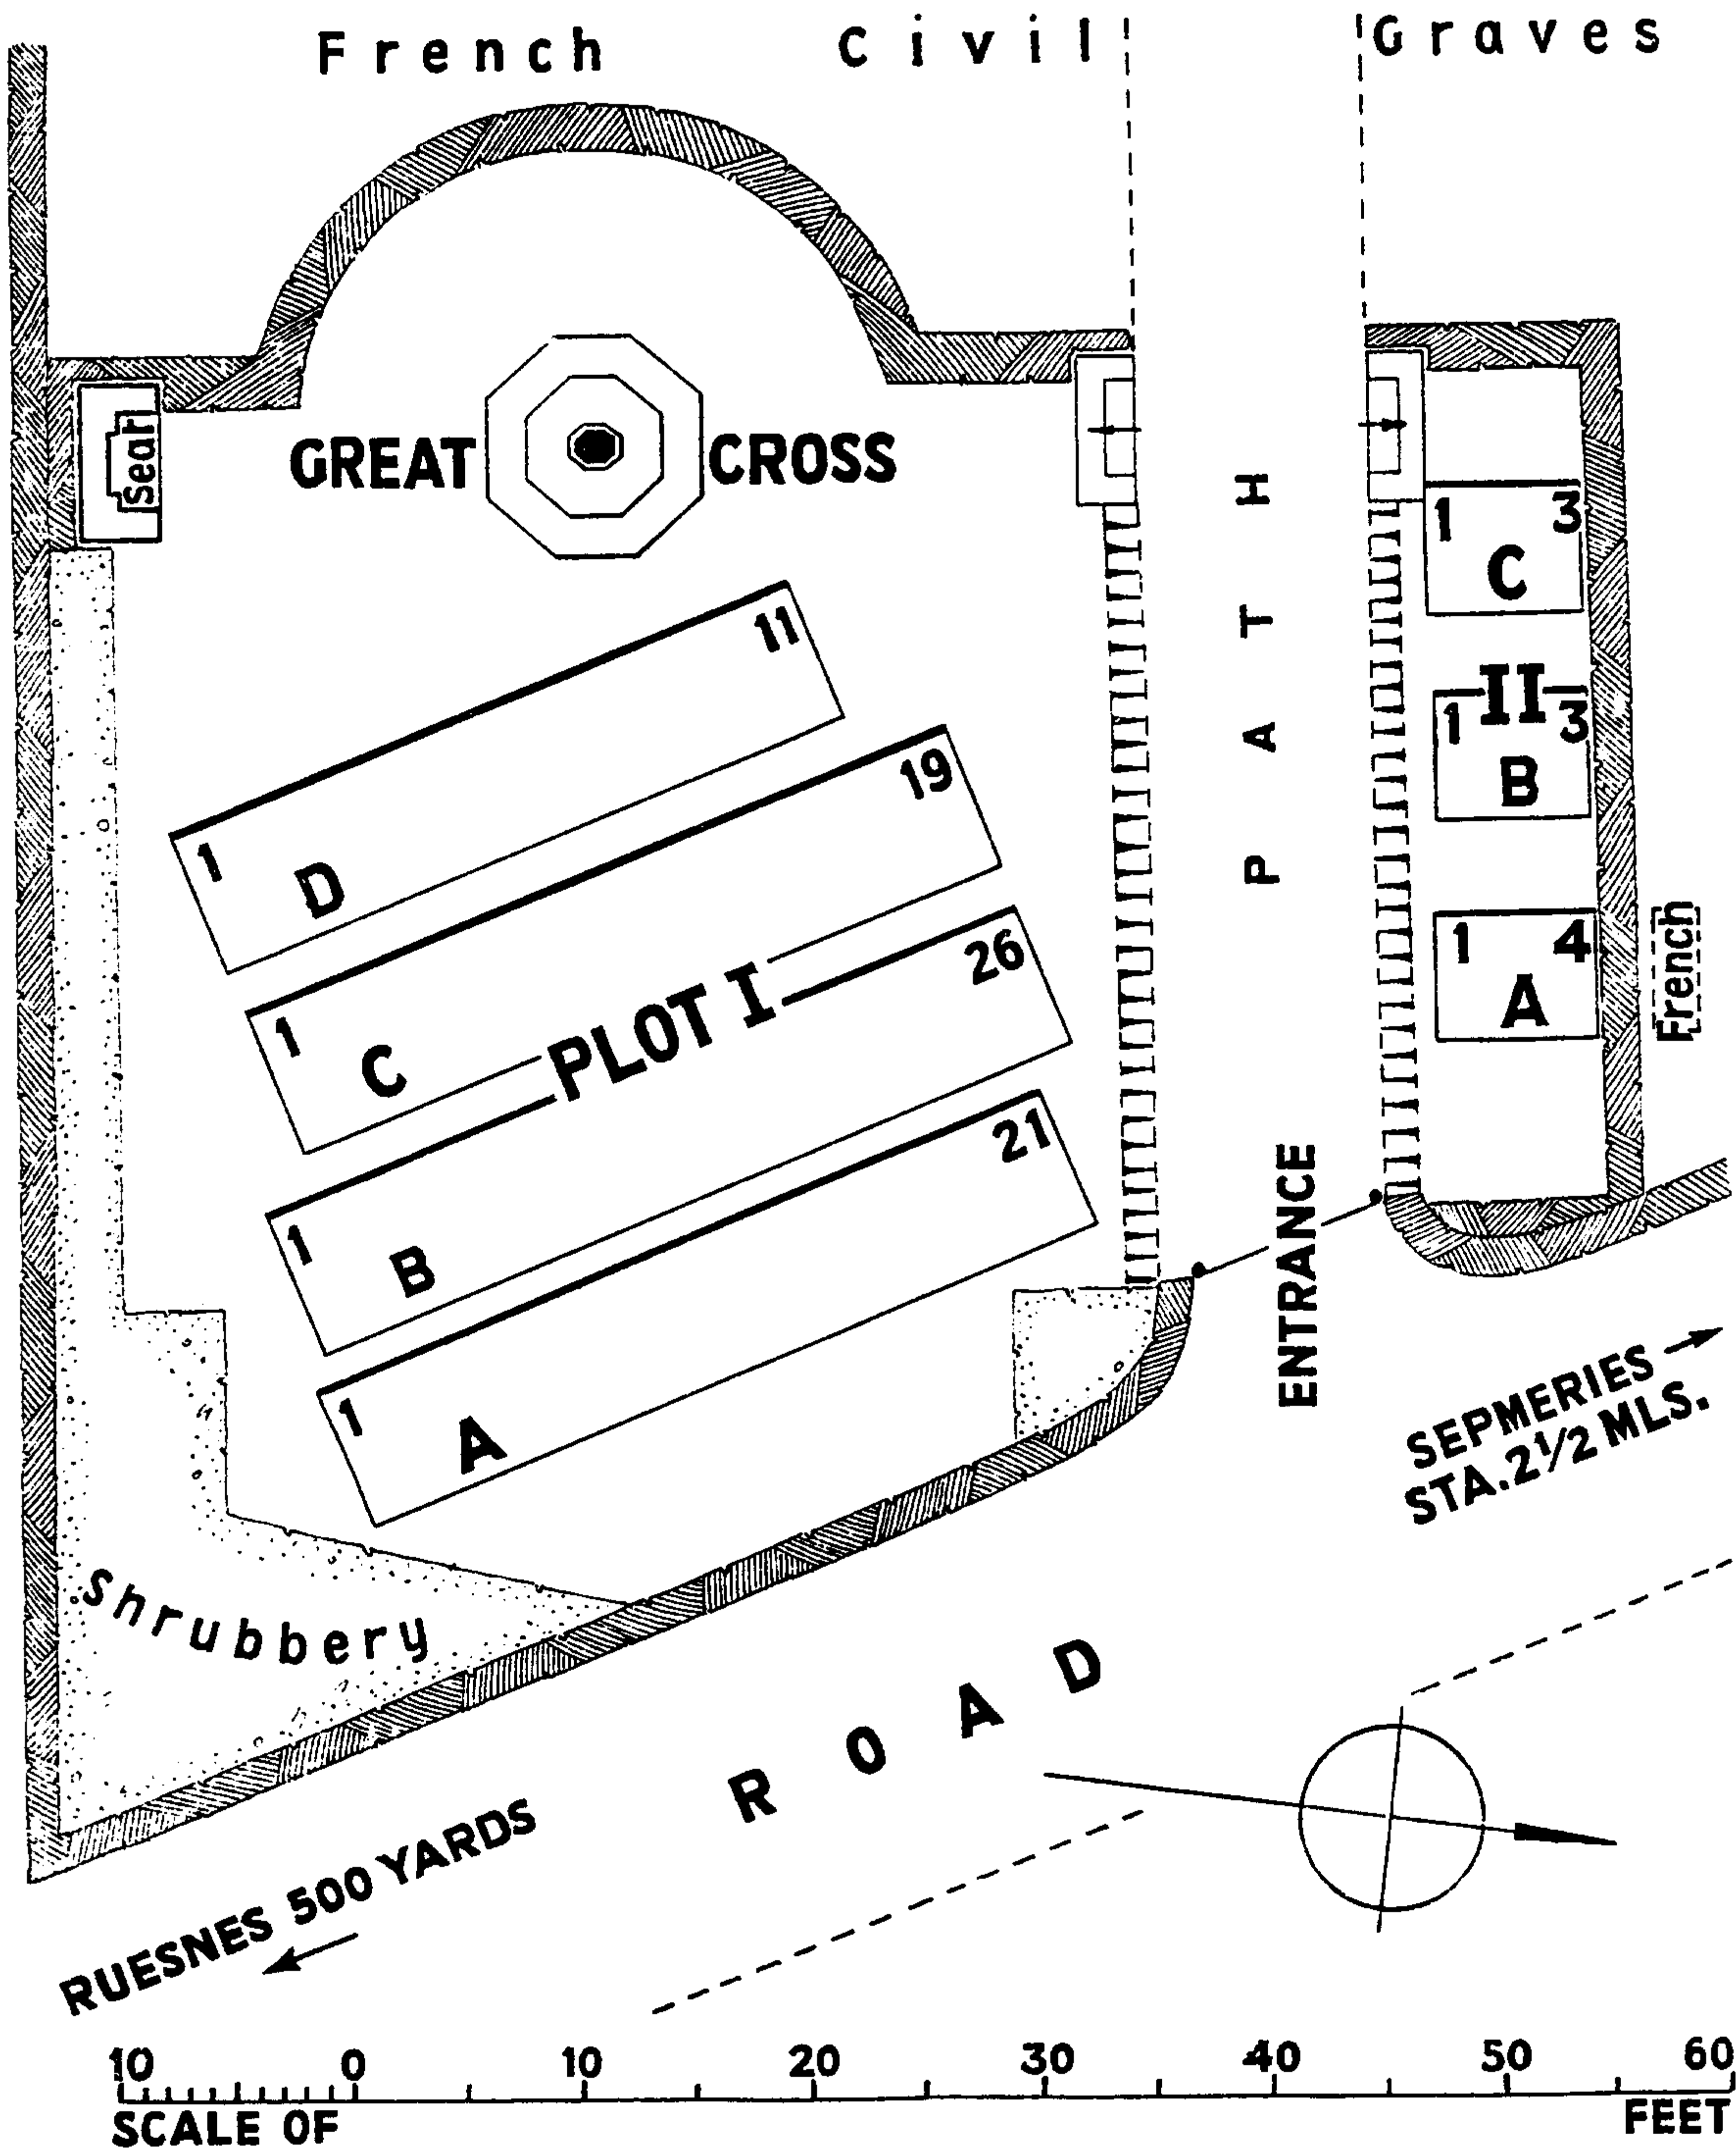 French Civil Graves
Seat
GREAT CROSS
PATH
1 11
D
1 19
C
PLOT I
1 26
B
1 21
A
1 3
C
II
1 3
B
1 4
A
French
ENTRANCE
SEPMERIES
STA. 2 1/2 MLS.
Shrubbery
ROAD
RUESNES 500 YARDS
10 0 10 20 30 40 50 60
SCALE OF FEET